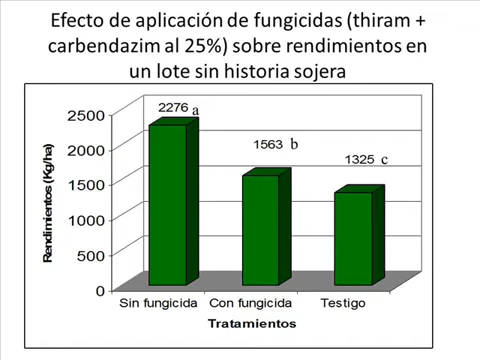 Efecto de aplicación de fungicidas (thiram +
carbendazim al 25%) sobre rendimientos en
un lote sin historia sojera
2276 a
1563 b
1325 c
2500
2000
1500
1000
500
0
Rendimientos (Kg/ha)
Sin fungicida Con fungicida Testigo
Tratamientos